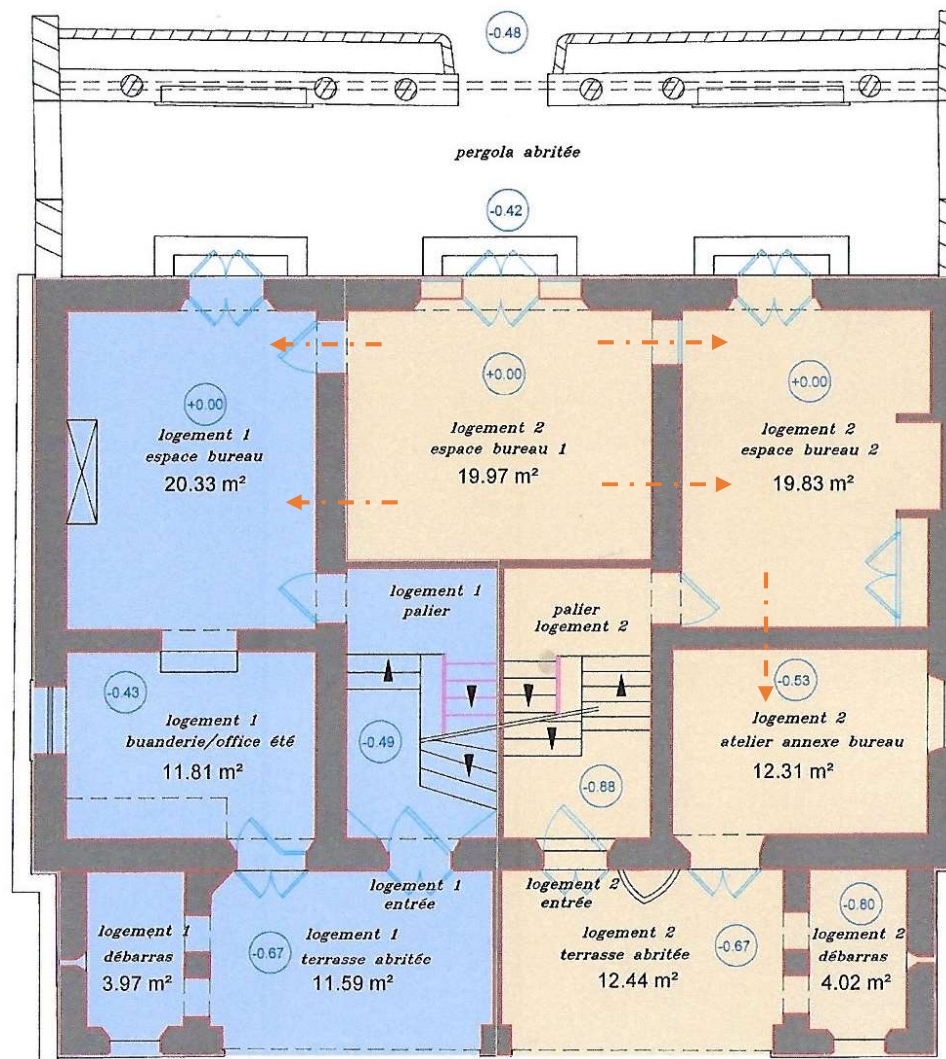 -0.48
pergola abritée
-0.42
+0.00
logement 1
espace bureau
20.33 m²
+0.00
logement 2
espace bureau 1
19.97 m²
+0.00
logement 2
espace bureau 2
19.83 m²
logement 1
palier
palier
logement 2
-0.43
logement 1
buanderie/office été
11.81 m²
-0.49
-0.88
-0.53
logement 2
atelier annexe bureau
12.31 m²
logement 1
entrée
logement 2
entrée
logement 1
débarras
3.97 m²
-0.67
logement 1
terrasse abritée
11.59 m²
logement 2
terrasse abritée
12.44 m²
-0.67
-0.80
logement 2
débarras
4.02 m²